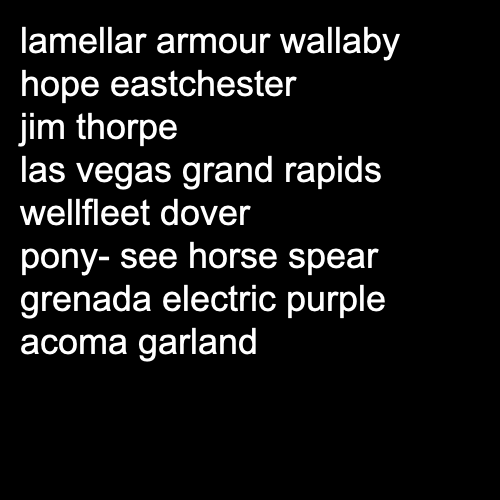 lamellar armour wallaby
hope eastchester
jim thorpe
las vegas grand rapids
wellfleet dover
pony- see horse spear
grenada electric purple
acoma garland